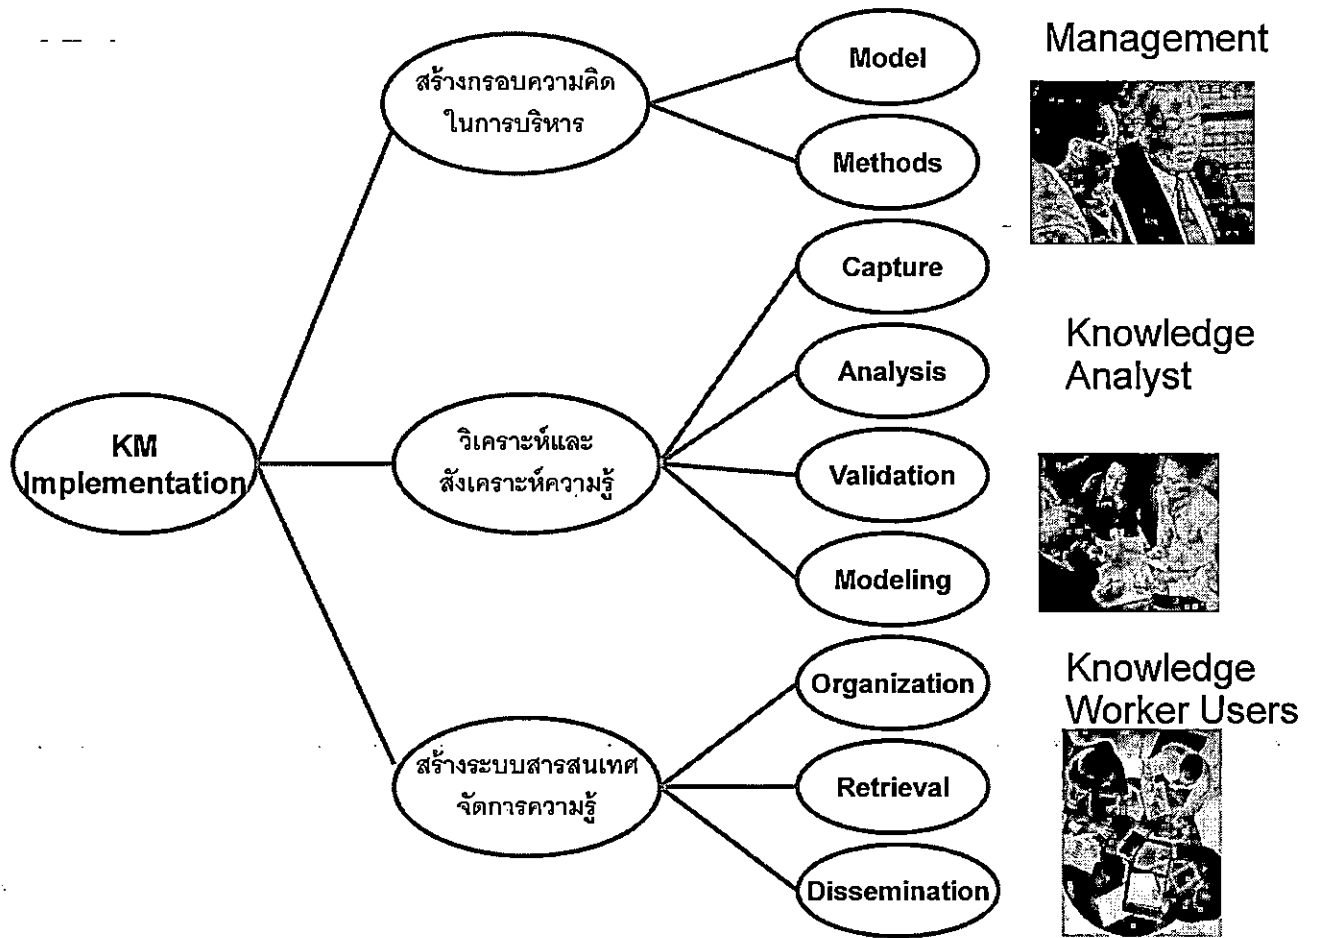 Management
Model
สร้างกรอบความคิด
ในการบริหาร
Methods
Capture
Knowledge
Analyst
Analysis
KM
Implementation
วิเคราะห์และ
สังเคราะห์ความรู้
Validation
Modeling
Knowledge
Worker Users
Organization
สร้างระบบสารสนเทศ
จัดการความรู้
Retrieval
Dissemination